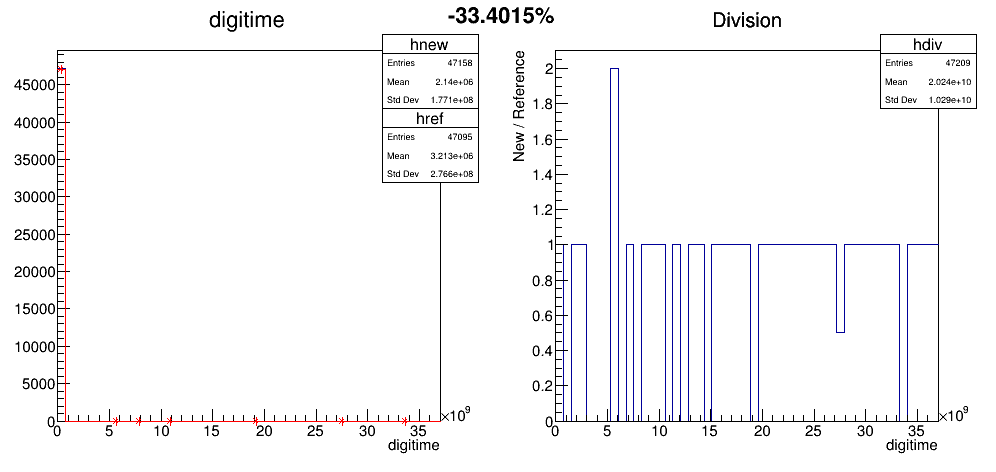 -33.4015%
digitime
hnew
Entries 47158
Mean 2.14e+06
Std Dev 1.771e+08
href
Entries 47095
Mean 3.213e+06
Std Dev 2.766e+08
45000
40000
35000
30000
25000
20000
15000
10000
5000
0
0 5 10 15 20 25 30 35 ×10⁹
digitime
Division
hdiv
Entries 47209
Mean 2.024e+10
Std Dev 1.029e+10
New / Reference
2
1.8
1.6
1.4
1.2
1
0.8
0.6
0.4
0.2
0
0 5 10 15 20 25 30 35 ×10⁹
digitime